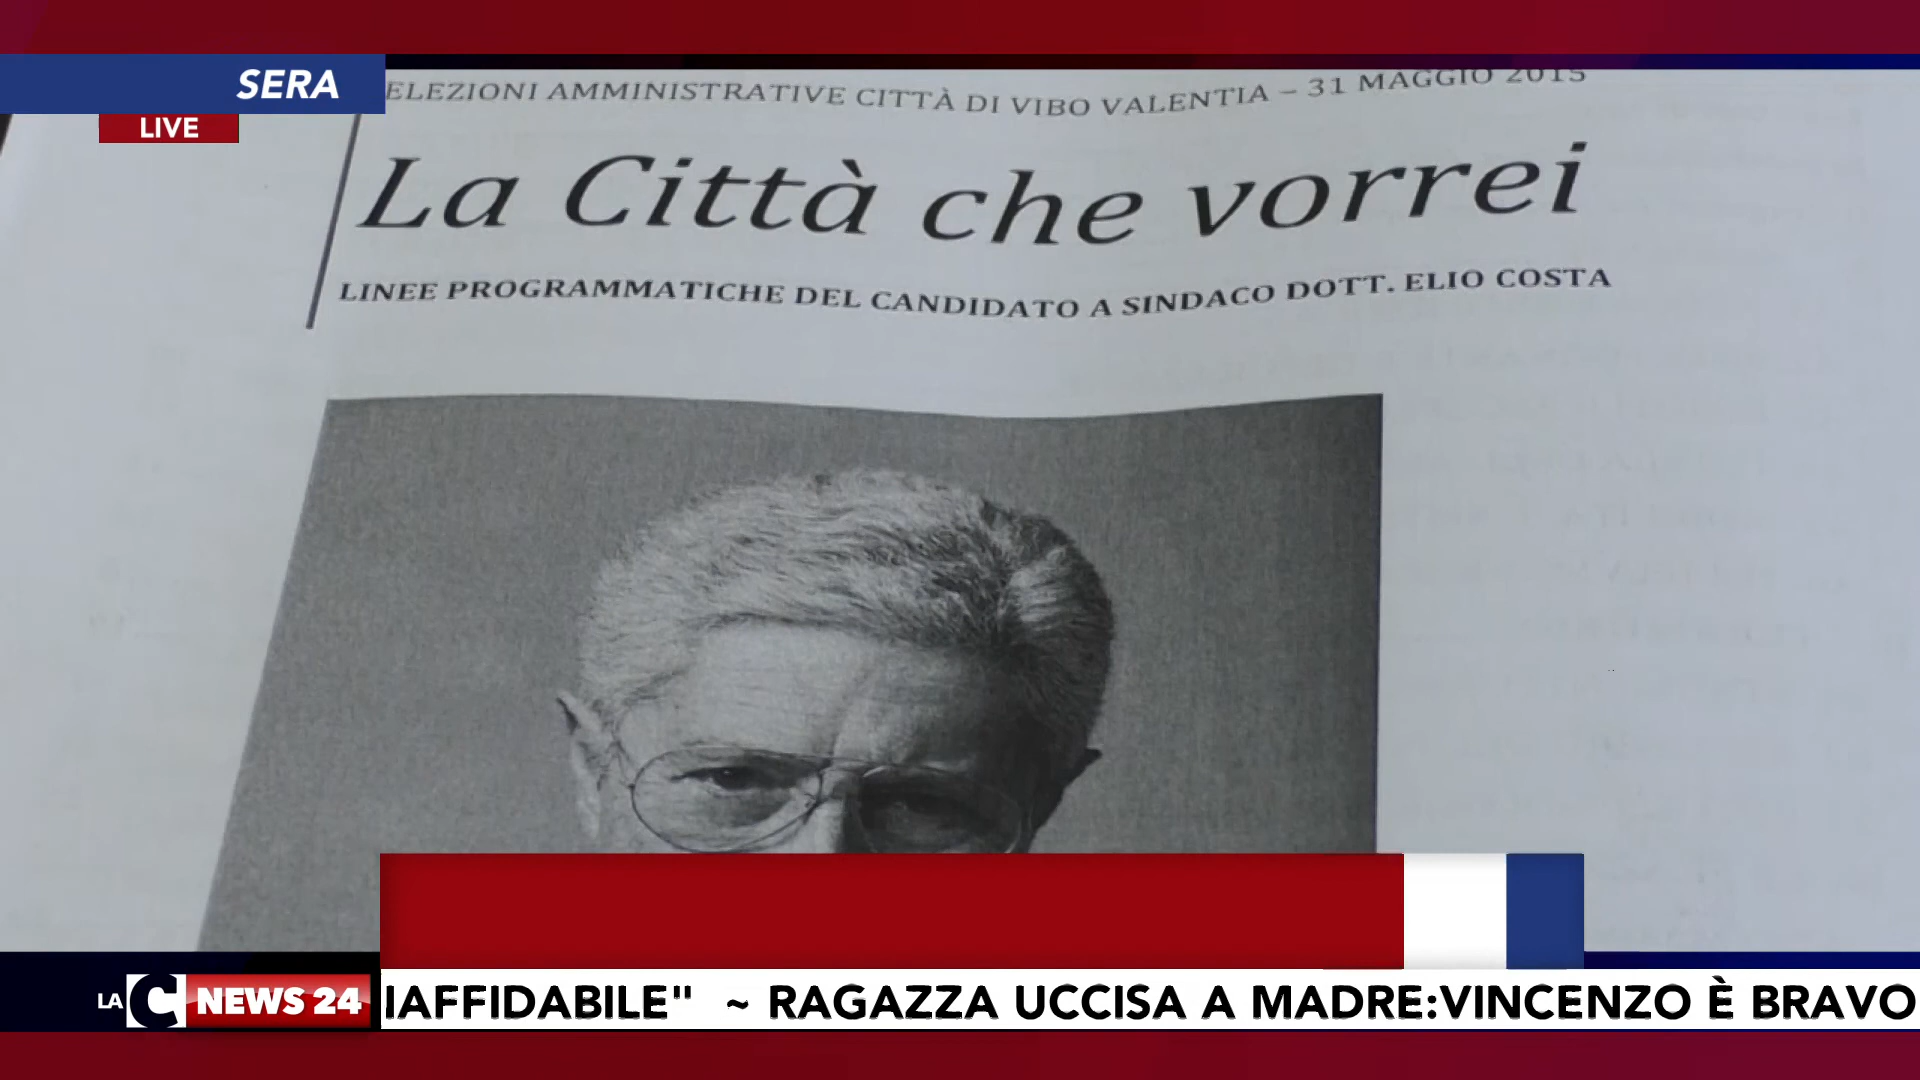 SERA
LIVE
ELEZIONI AMMINISTRATIVE CITTÀ DI VIBO VALENTIA – 31 MAGGIO 2015
La Città che vorrei
LINEE PROGRAMMATICHE DEL CANDIDATO A SINDACO DOTT. ELIO COSTA
LA C NEWS 24
IAFFIDABILE" ~ RAGAZZA UCCISA A MADRE:VINCENZO È BRAVO